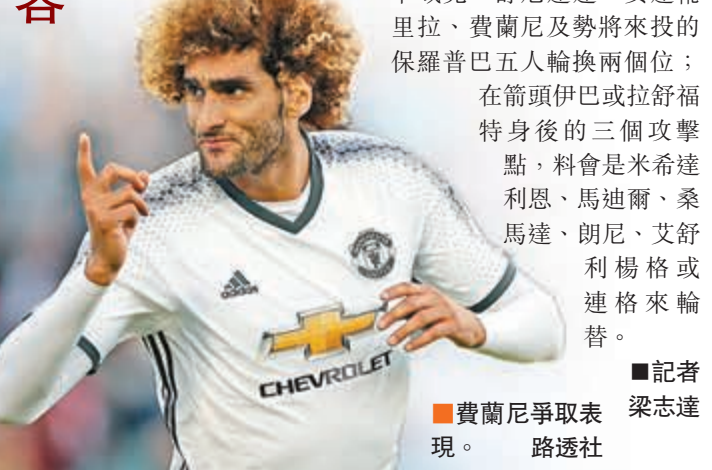 容
里拉、費蘭尼及勢將來投的
保羅普巴五人輪換兩個位；
在箭頭伊巴或拉舒福
特身後的三個攻擊
點，料會是米希達
利恩、馬迪爾、桑
馬達、朗尼、艾舒
利楊格或
連格來輪
替。
■記者
梁志達
■費蘭尼爭取表
現。 路透社
adidas
CHEVROLET